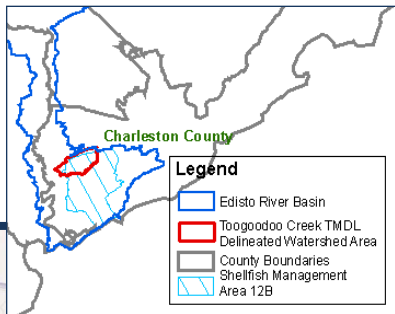 Charleston County
Legend
Edisto River Basin
Toogoodoo Creek TMDL
Delineated Watershed Area
County Boundaries
Shellfish Management
Area 12B